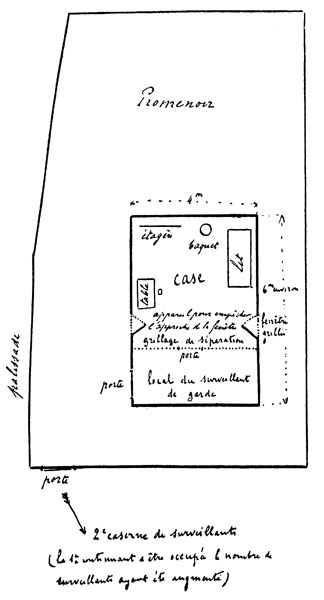 Promenoir
4m
étagère
baquet
lit
case
table
6m environ
appareil pour empêcher
l'approche de la fenêtre
fenêtre
grillée
grillage de séparation
porte
palissade
porte
local du surveillant
de garde
porte
2e caserne de surveillants
(la 1re continuant à être occupée le nombre de
surveillants ayant été augmenté)